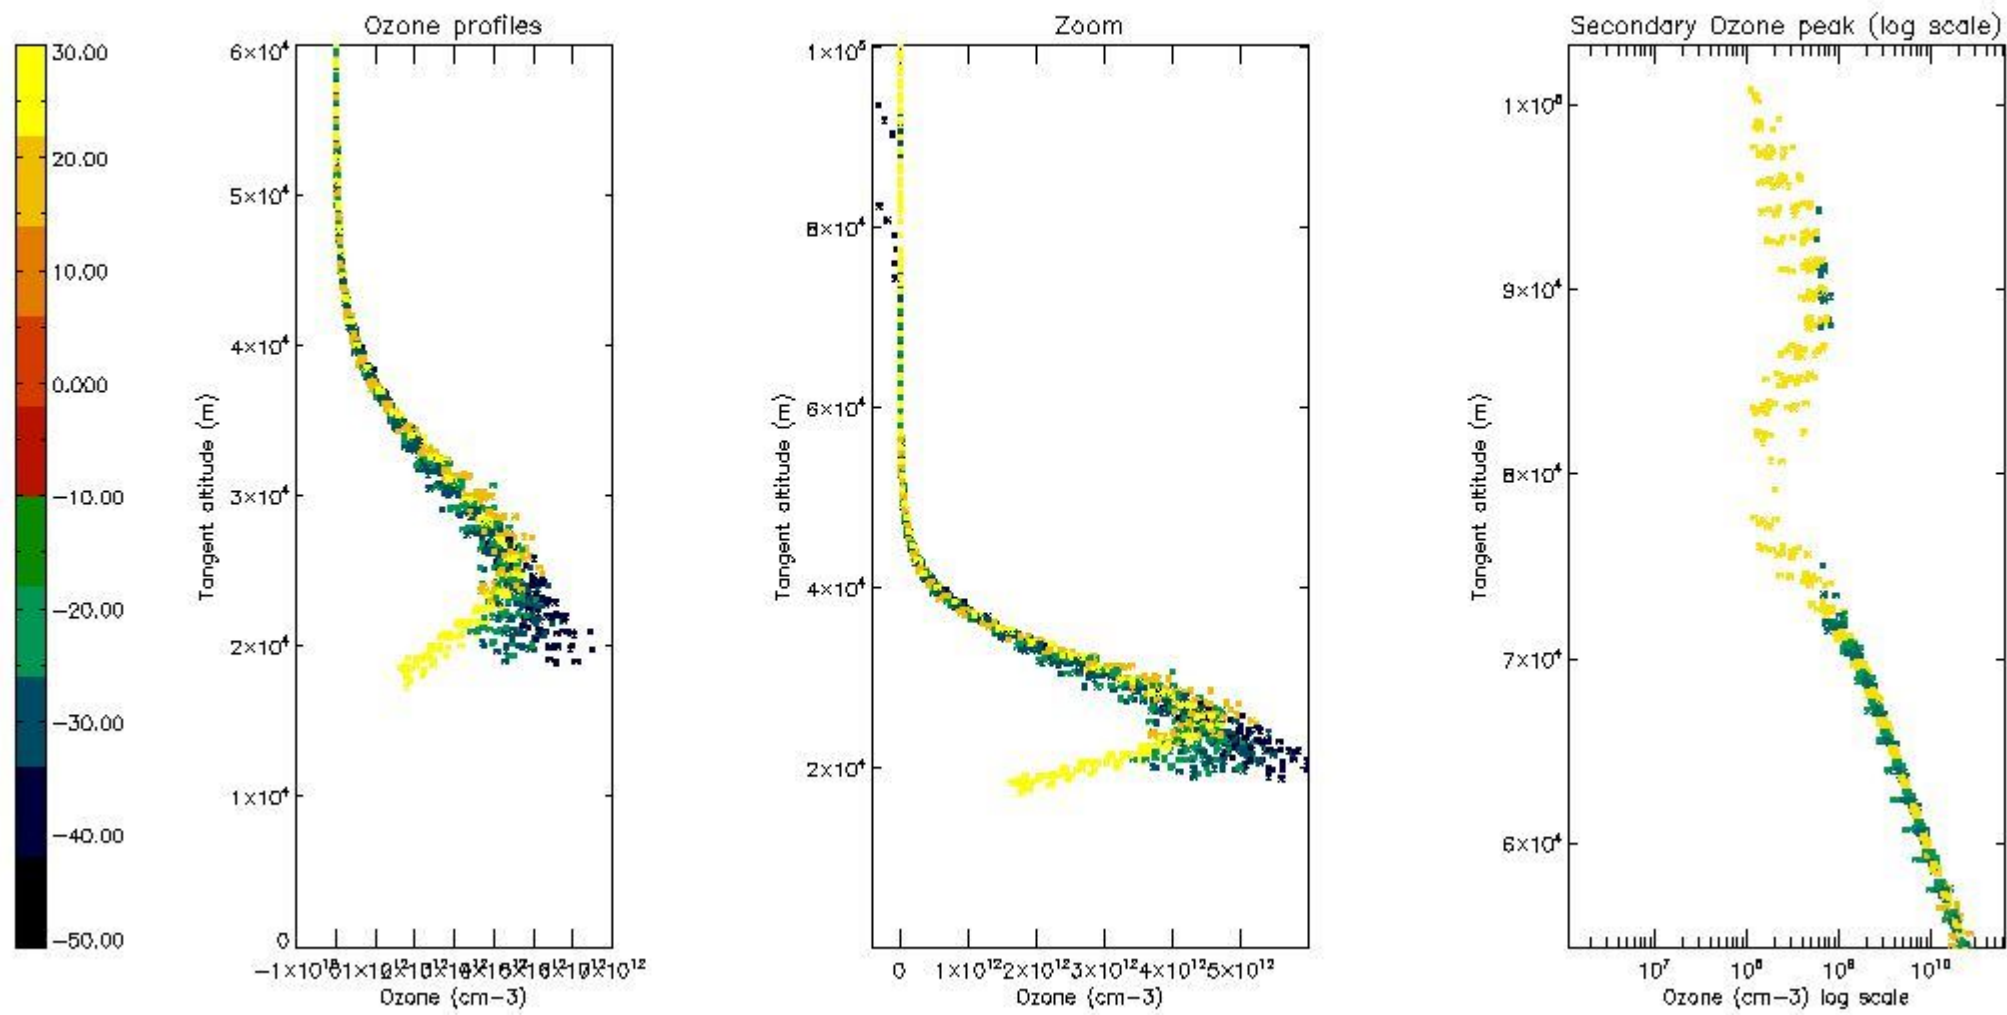 Ozone profiles
Zoom
Secondary Ozone peak (log scale)
30.00
20.00
10.00
0.000
−10.00
−20.00
−30.00
−40.00
−50.00
6×10⁴
5×10⁴
4×10⁴
3×10⁴
2×10⁴
1×10⁴
0
Tangent altitude (m)
Ozone (cm−3)
1×10⁵
8×10⁴
6×10⁴
4×10⁴
2×10⁴
Tangent altitude (m)
0 1×10¹² 2×10¹² 3×10¹² 4×10¹² 5×10¹²
Ozone (cm−3)
9×10⁴
8×10⁴
7×10⁴
6×10⁴
Tangent altitude (m)
10⁷ 10⁸ 10⁹ 10¹⁰
Ozone (cm−3) log scale